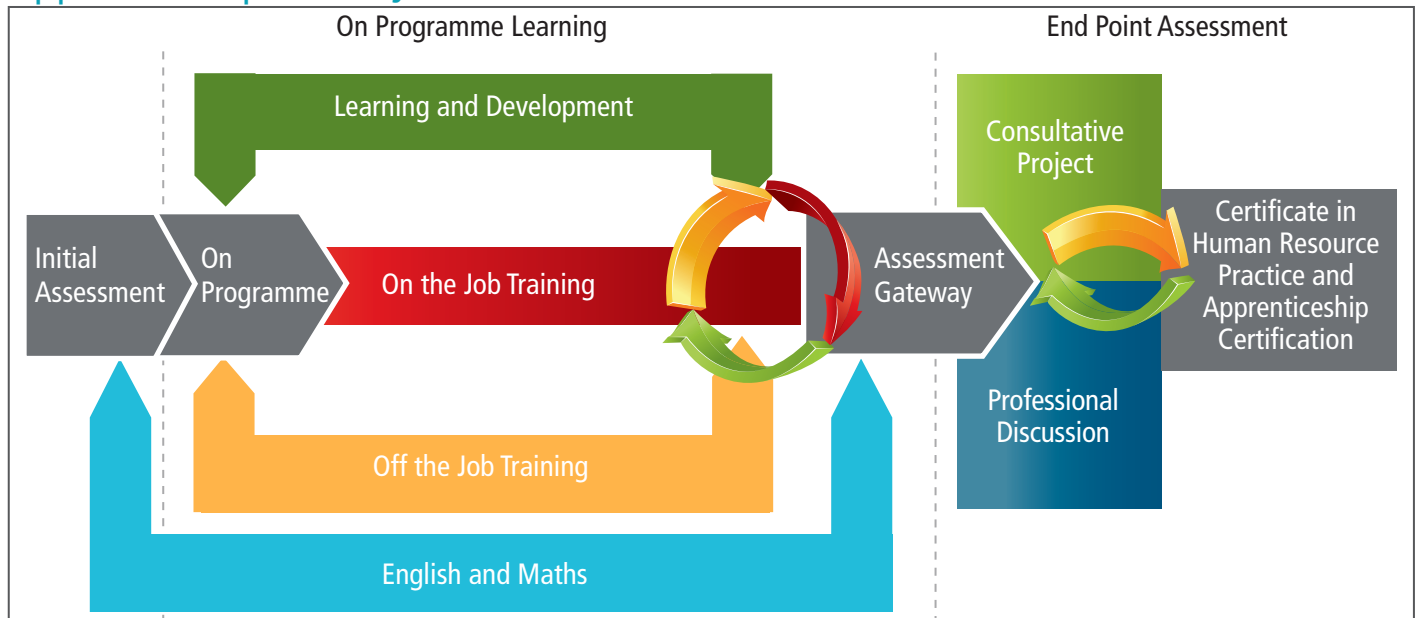 On Programme Learning
End Point Assessment
Learning and Development
Consultative
Project
Initial
Assessment
On
Programme
On the Job Training
Assessment
Gateway
Certificate in
Human Resource
Practice and
Apprenticeship
Certification
Professional
Discussion
Off the Job Training
English and Maths